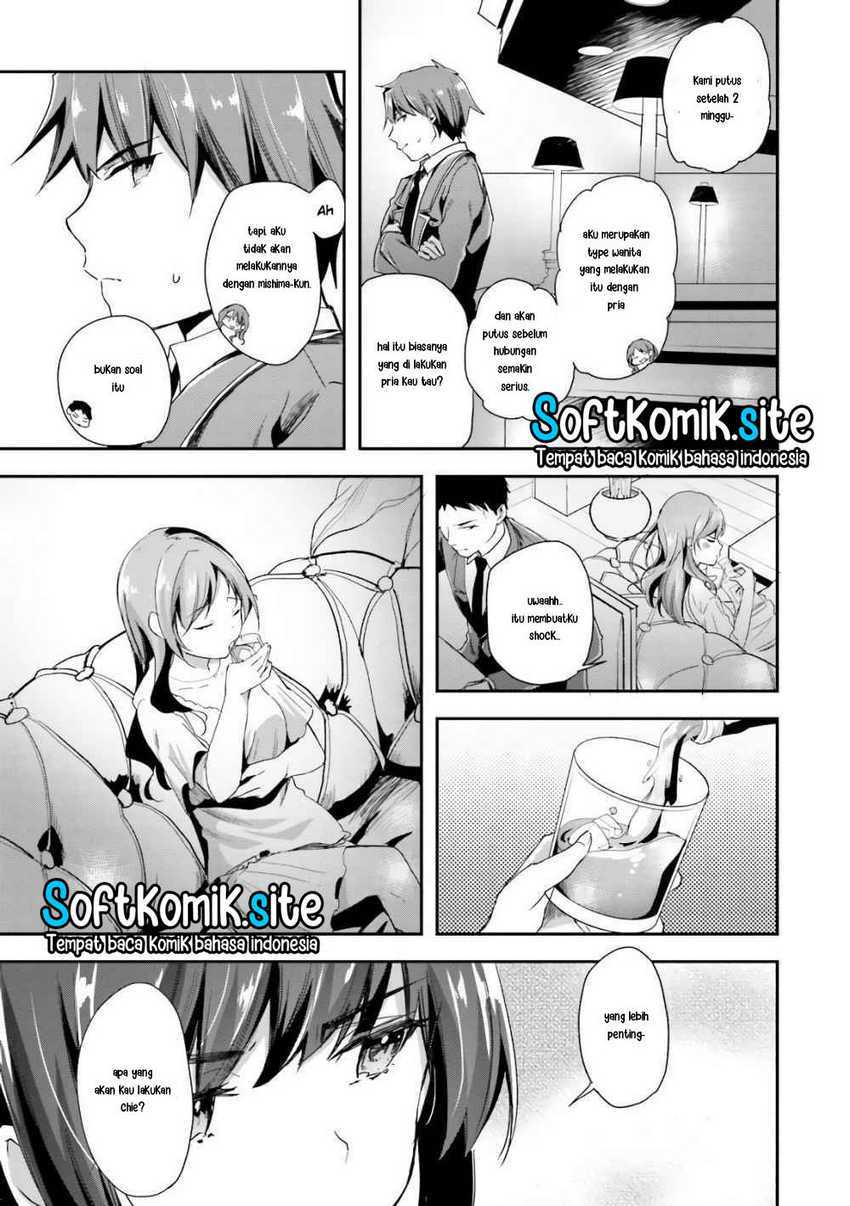 Kami putus
setelah 2
minggu-
aku merupakan
type wanita
yang melakukan
itu dengan
pria
dan akan
putus sebelum
hubungan
semakin
serius.
hal itu biasanya
yang di lakukan
pria kau tau?
Ah
tapi aku
tidak akan
melakukannya
dengan mishima-kun.
bukan soal
itu
SoftKomik.site
Tempat baca Komik bahasa indonesia
uwaahh..
itu membuatku
shock..
SoftKomik.site
Tempat baca Komik bahasa indonesia
yang lebih
penting-
apa yang
akan kau lakukan
chie?